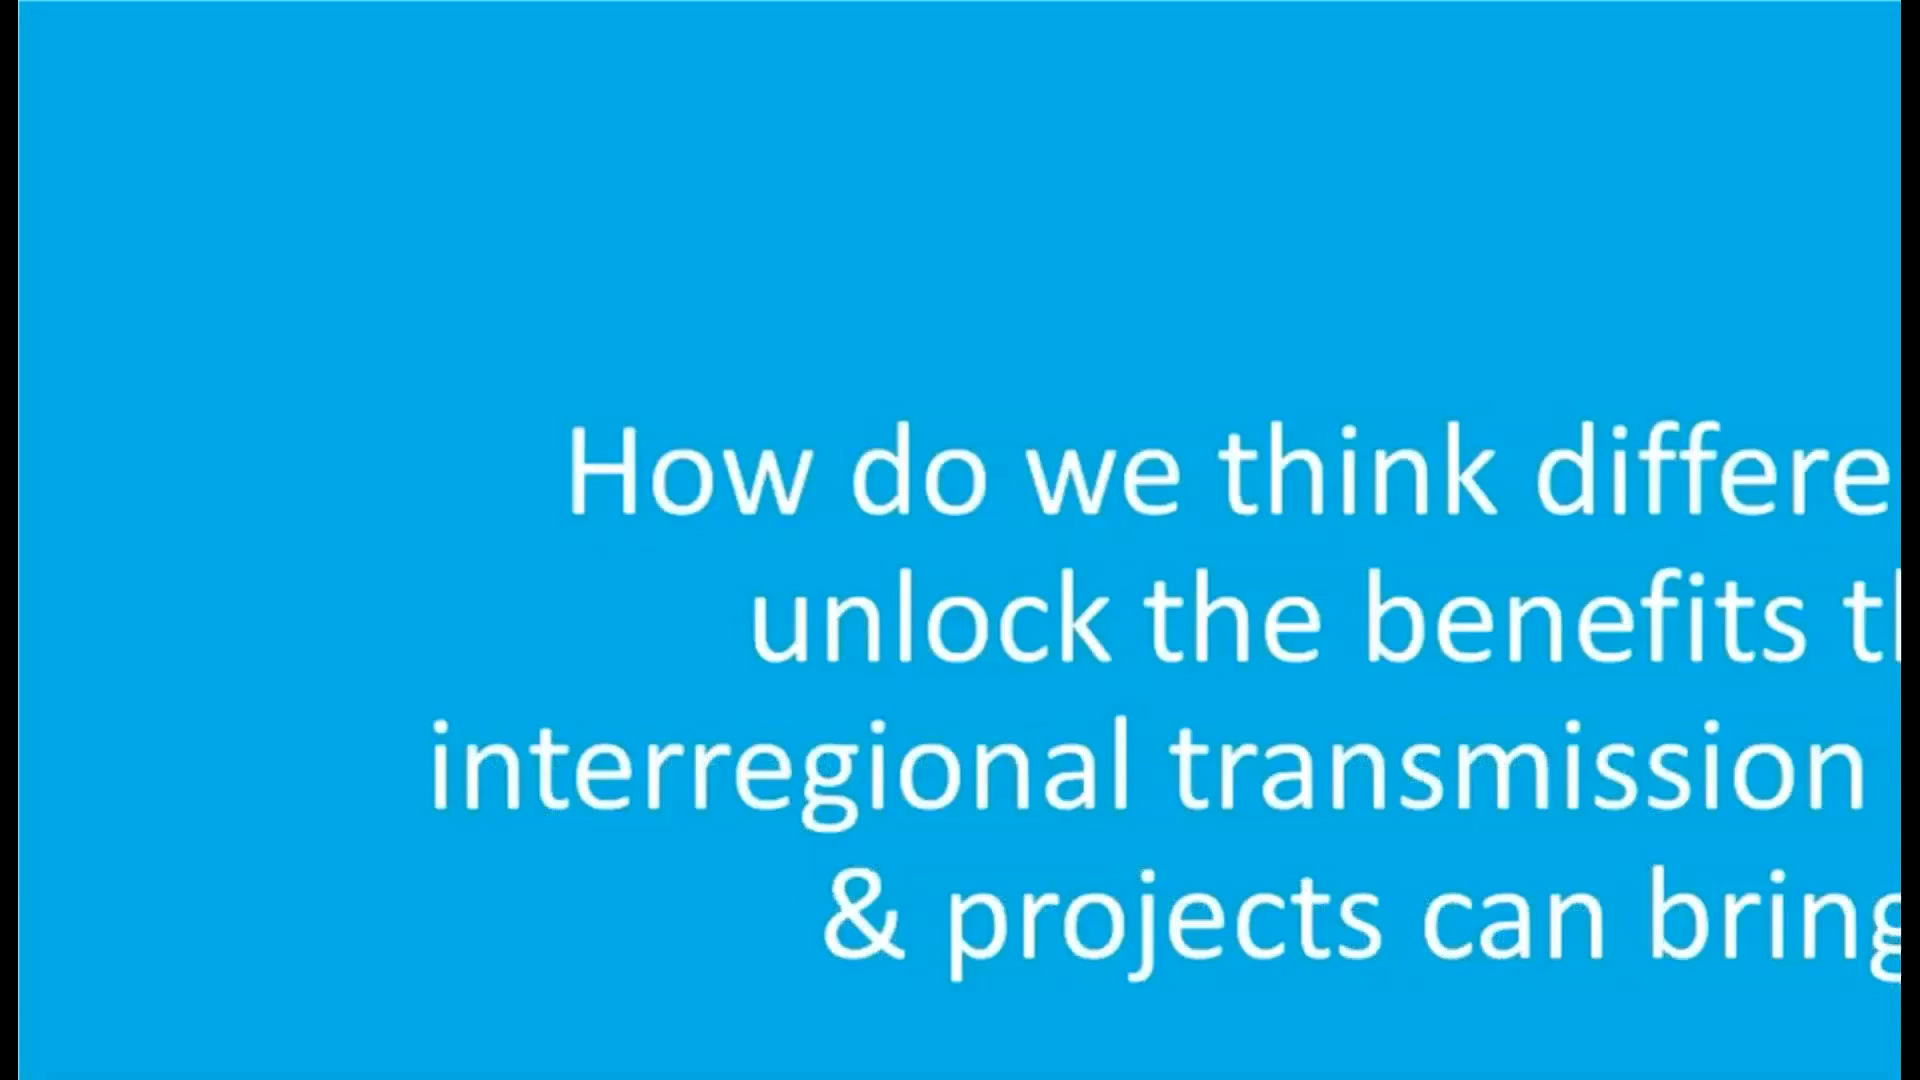 How do we think differe
unlock the benefits t
interregional transmission
& projects can bring